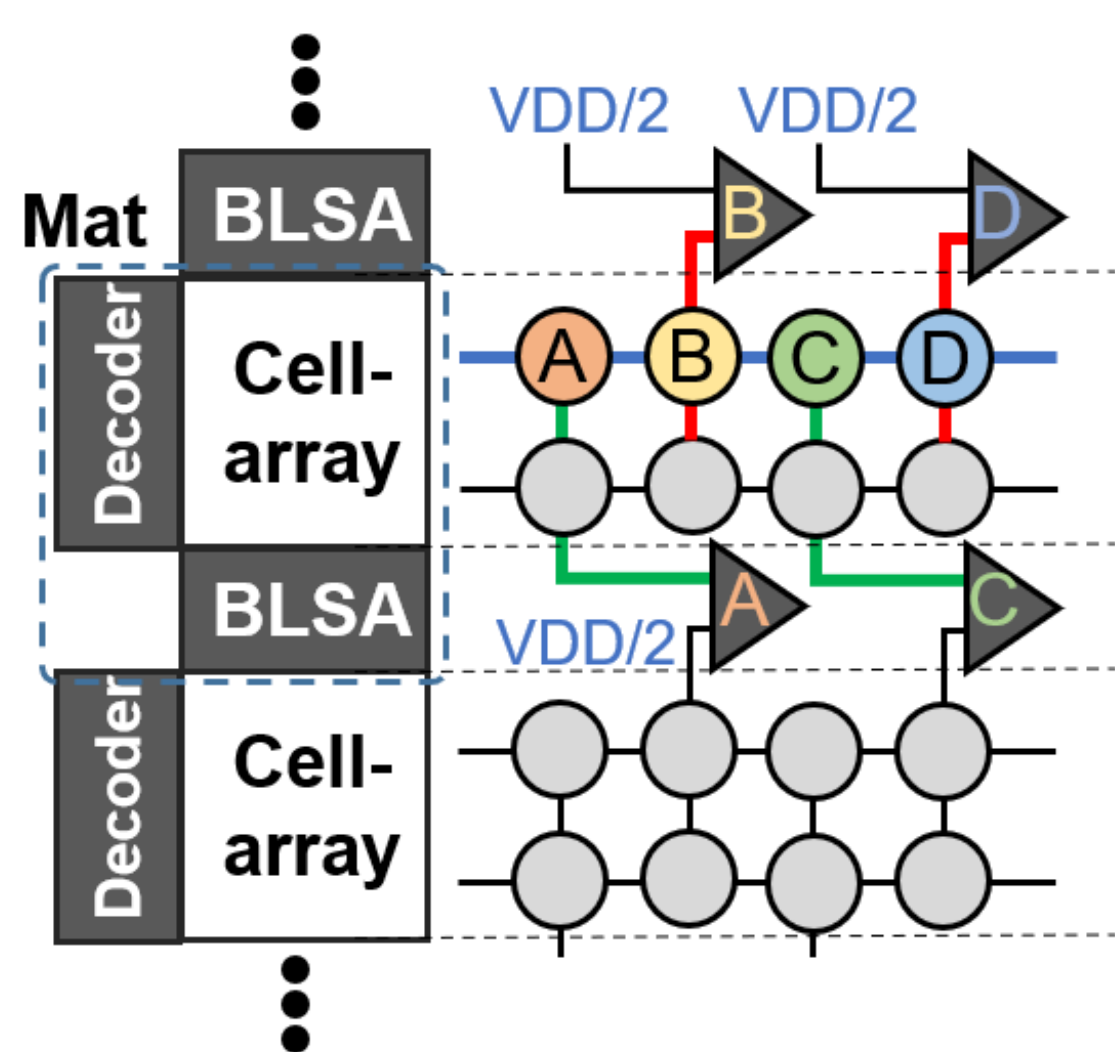 VDD/2 VDD/2
Mat
BLSA
B
D
Decoder
Cell-
array
A
B
C
D
BLSA
A
C
VDD/2
Decoder
Cell-
array